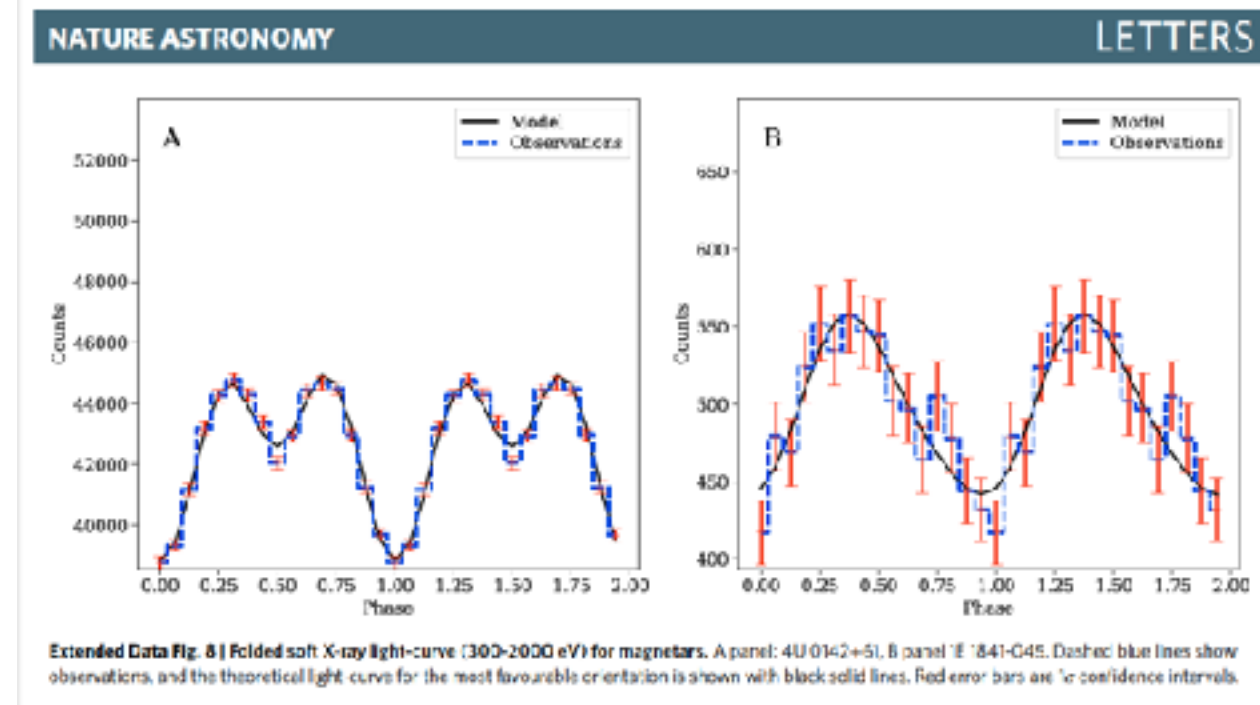 NATURE ASTRONOMY
LETTERS
A
Model
Observations
52000
50000
48000
46000
44000
42000
40000
Counts
0.00 0.25 0.50 0.75 1.00 1.25 1.50 1.75 2.00
Phase
B
Model
Observations
650
600
550
500
450
400
Counts
0.00 0.25 0.50 0.75 1.00 1.25 1.50 1.75 2.00
Phase
Extended Data Fig. 8 | Folded soft X-ray light-curve (300-2000 eV) for magnetars. A panel: 4U 0142+61, B panel 1E 1841-045. Dashed blue lines show
observations, and the theoretical light-curve for the most favourable orientation is shown with black solid lines. Red error bars are 1σ confidence intervals.